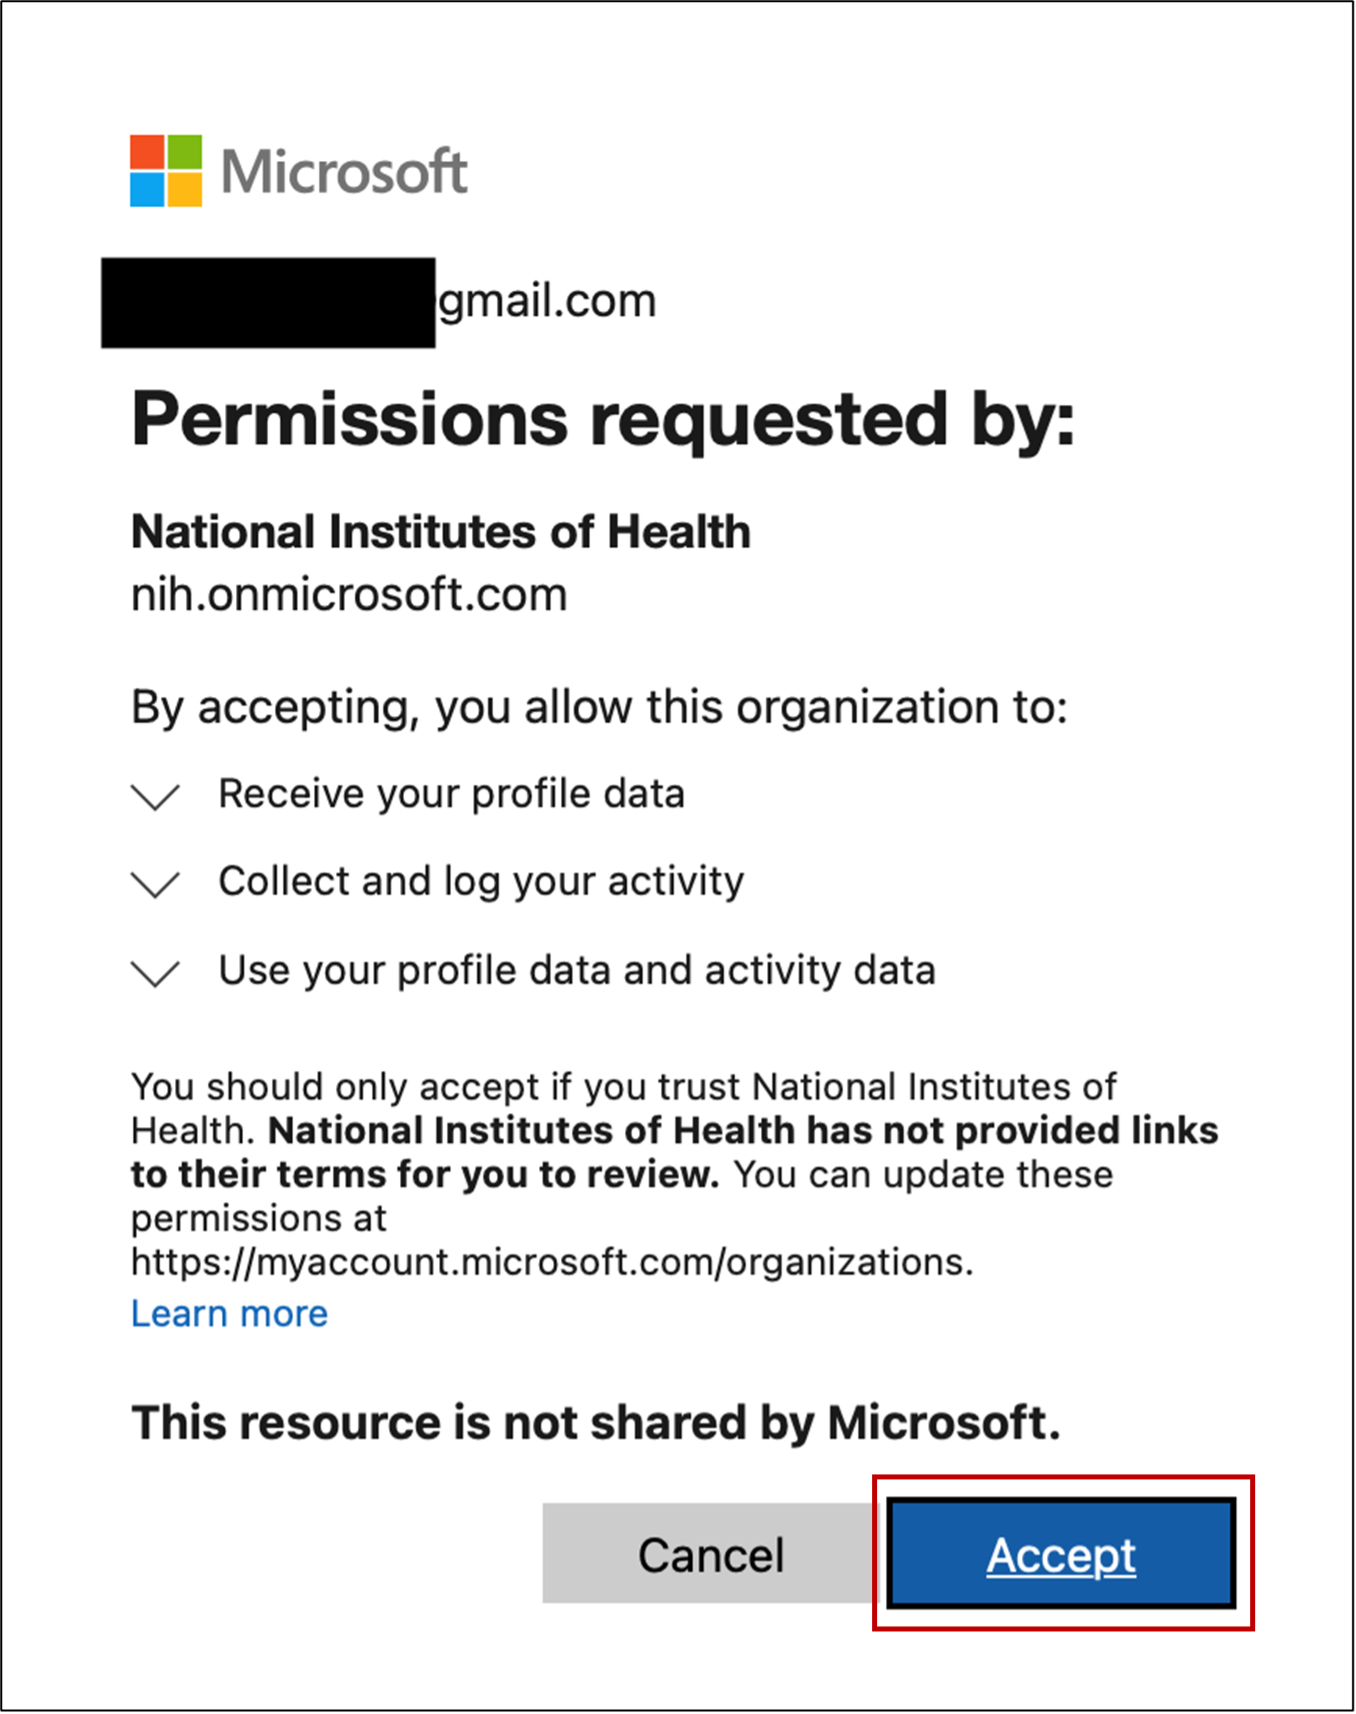 Microsoft
gmail.com
Permissions requested by:
National Institutes of Health
nih.onmicrosoft.com
By accepting, you allow this organization to:
Receive your profile data
Collect and log your activity
Use your profile data and activity data
You should only accept if you trust National Institutes of
Health. National Institutes of Health has not provided links
to their terms for you to review. You can update these
permissions at
https://myaccount.microsoft.com/organizations.
Learn more
This resource is not shared by Microsoft.
Cancel
Accept